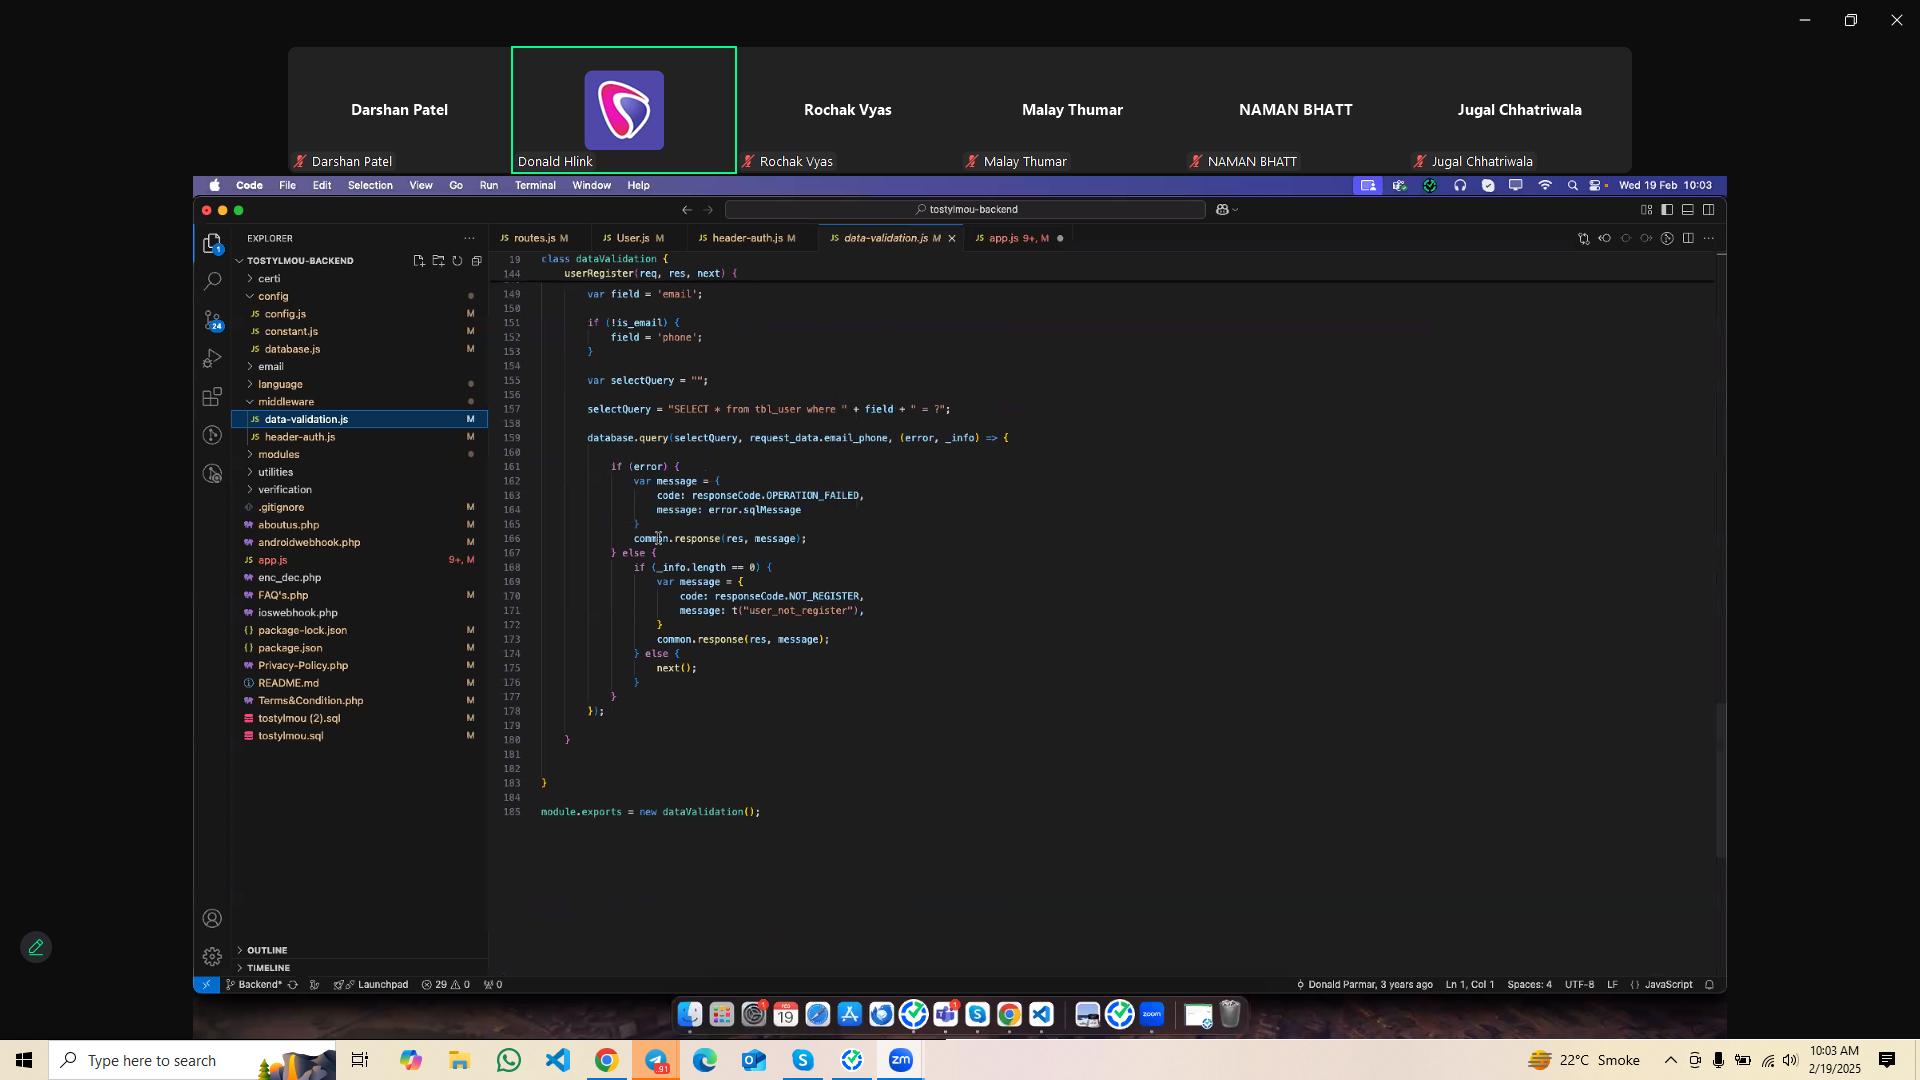 Darshan Patel
Rochak Vyas
Malay Thumar
NAMAN BHATT
Jugal Chhatriwala
Darshan Patel
Donald Hlink
Rochak Vyas
Malay Thumar
NAMAN BHATT
Jugal Chhatriwala
Code File Edit Selection View Go Run Terminal Window Help
Wed 19 Feb 10:03
tostylmou-backend
EXPLORER
routes.js M
User.js M
header-auth.js M
data-validation.js M
app.js 9+, M
TOSTYLMOU-BACKEND
certi
config
config.js M
constant.js M
database.js M
email
language
middleware
data-validation.js M
header-auth.js M
modules
utilities
verification
.gitignore M
aboutus.php M
androidwebhook.php M
app.js 9+, M
enc_dec.php
FAQ's.php M
ioswebhook.php
package-lock.json M
package.json M
Privacy-Policy.php M
README.md M
Terms&Condition.php M
tostylmou (2).sql M
tostylmou.sql M
OUTLINE
TIMELINE
19 class dataValidation {
144 userRegister(req, res, next) {
149 var field = 'email';
150
151 if (!is_email) {
152 field = 'phone';
153 }
154
155 var selectQuery = "";
156
157 selectQuery = "SELECT * from tbl_user where " + field + " = ?";
158
159 database.query(selectQuery, request_data.email_phone, (error, _info) => {
160
161 if (error) {
162 var message = {
163 code: responseCode.OPERATION_FAILED,
164 message: error.sqlMessage
165 }
166 common.response(res, message);
167 } else {
168 if (_info.length == 0) {
169 var message = {
170 code: responseCode.NOT_REGISTER,
171 message: t("user_not_register"),
172 }
173 common.response(res, message);
174 } else {
175 next();
176 }
177 }
178 });
179
180 }
181
182
183 }
184
185 module.exports = new dataValidation();
1
24
Backend*
Launchpad
29 0
0
Donald Parmar, 3 years ago
Ln 1, Col 1
Spaces: 4
UTF-8
LF
{} JavaScript
1
FEB
19
1
zoom
Type here to search
91
zm
22°C Smoke
10:03 AM
2/19/2025